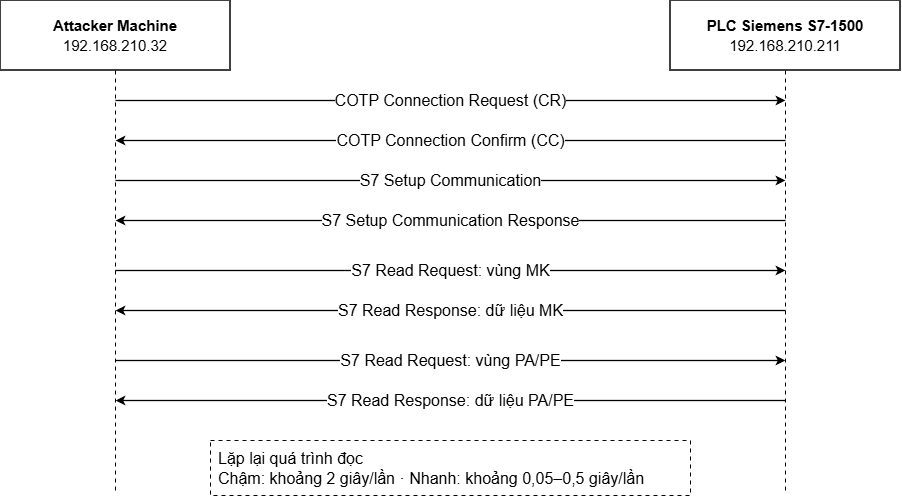 Attacker Machine
192.168.210.32
PLC Siemens S7-1500
192.168.210.211
COTP Connection Request (CR)
COTP Connection Confirm (CC)
S7 Setup Communication
S7 Setup Communication Response
S7 Read Request: vùng MK
S7 Read Response: dữ liệu MK
S7 Read Request: vùng PA/PE
S7 Read Response: dữ liệu PA/PE
Lặp lại quá trình đọc
Chậm: khoảng 2 giây/lần · Nhanh: khoảng 0,05–0,5 giây/lần